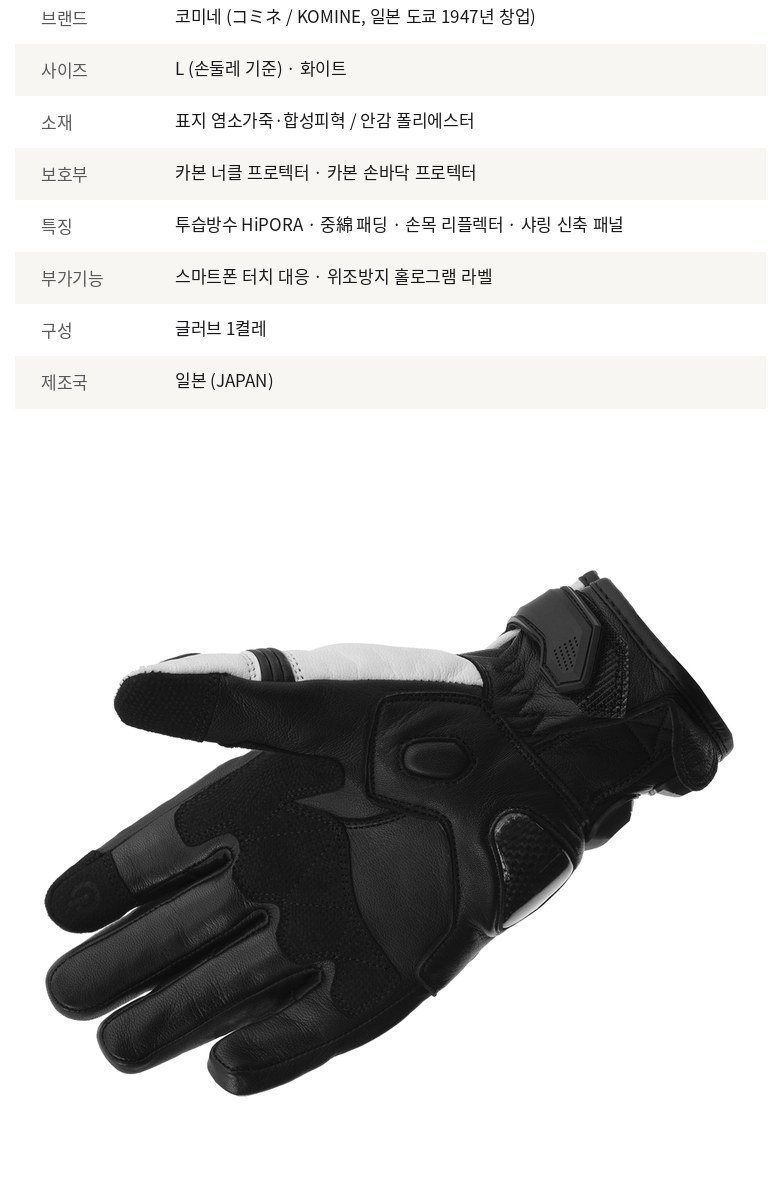 브랜드 코미네 (コミネ / KOMINE, 일본 도쿄 1947년 창업)
사이즈 L (손둘레 기준) · 화이트
소재 표지 염소가죽·합성피혁 / 안감 폴리에스터
보호부 카본 너클 프로텍터 · 카본 손바닥 프로텍터
특징 투습방수 HiPORA · 중綿 패딩 · 손목 리플렉터 · 샤링 신축 패널
부가기능 스마트폰 터치 대응 · 위조방지 홀로그램 라벨
구성 글러브 1켤레
제조국 일본 (JAPAN)